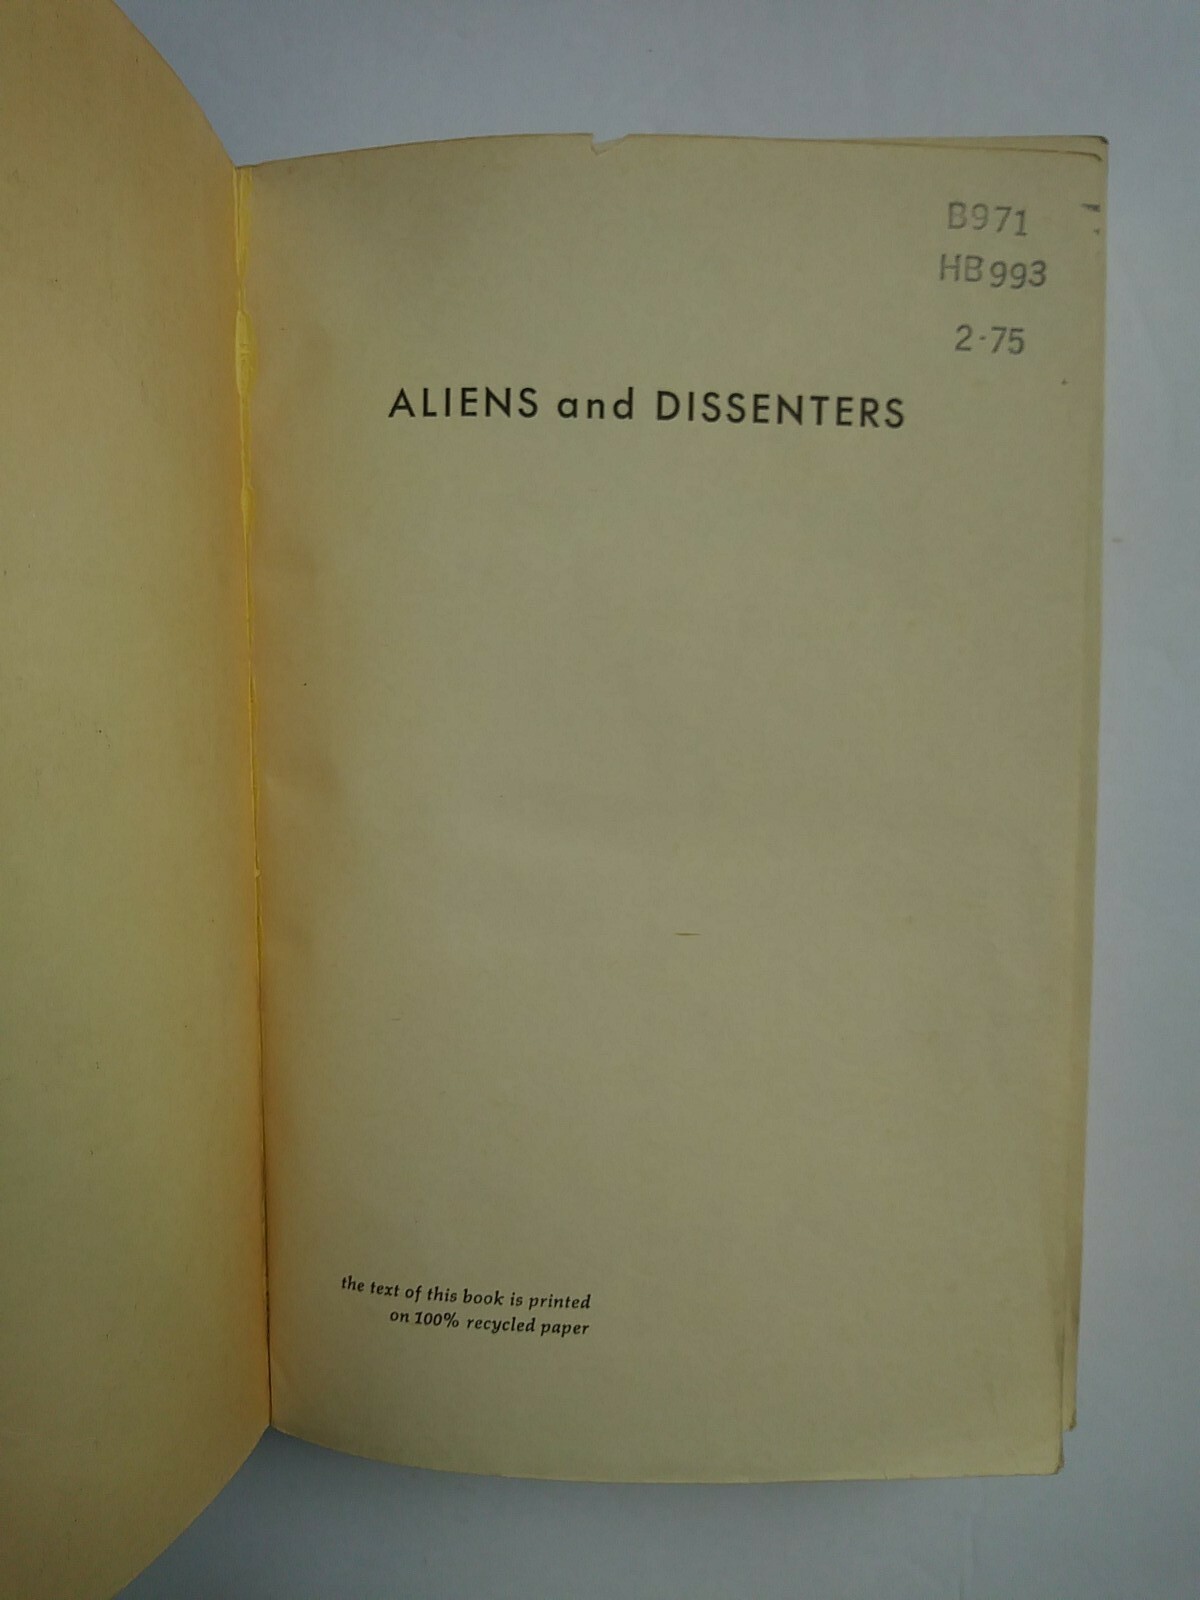 B971
HB993
2-75
ALIENS and DISSENTERS
the text of this book is printed
on 100% recycled paper